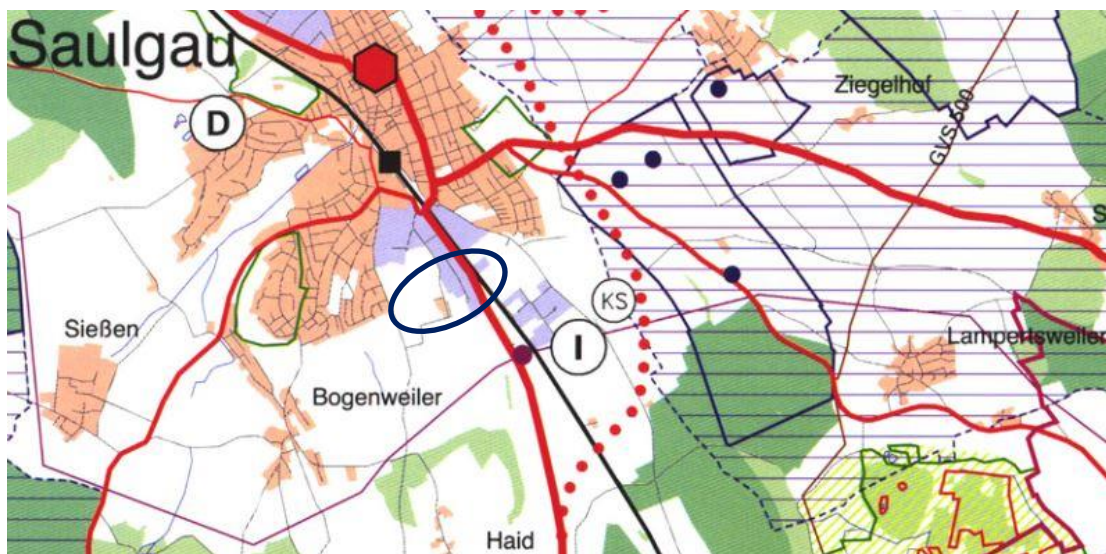 Saulgau
Ziegelhof
D
GVS 500
S
KS
Sießen
I
Lampertsweiler
Bogenweiler
Haid